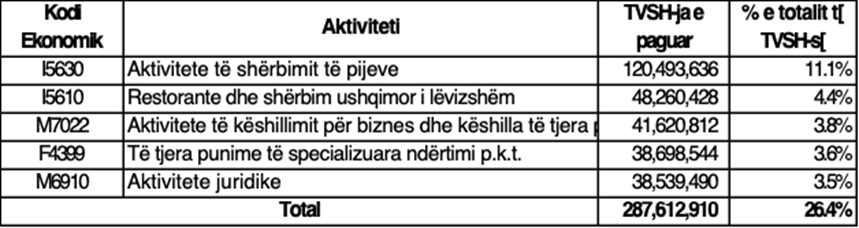 Kodi Ekonomik Aktiviteti TVSH-ja e paguar % e totalit t[ TVSH-s[
I5630 Aktivitete të shërbimit të pijeve 120,493,636 11.1%
I5610 Restorante dhe shërbim ushqimor i lëvizshëm 48,260,428 4.4%
M7022 Aktivitete të këshillimit për biznes dhe këshilla të tjera 41,620,812 3.8%
F4399 Të tjera punime të specializuara ndërtimi p.k.t. 38,698,544 3.6%
M6910 Aktivitete juridike 38,539,490 3.5%
Total 287,612,910 26.4%